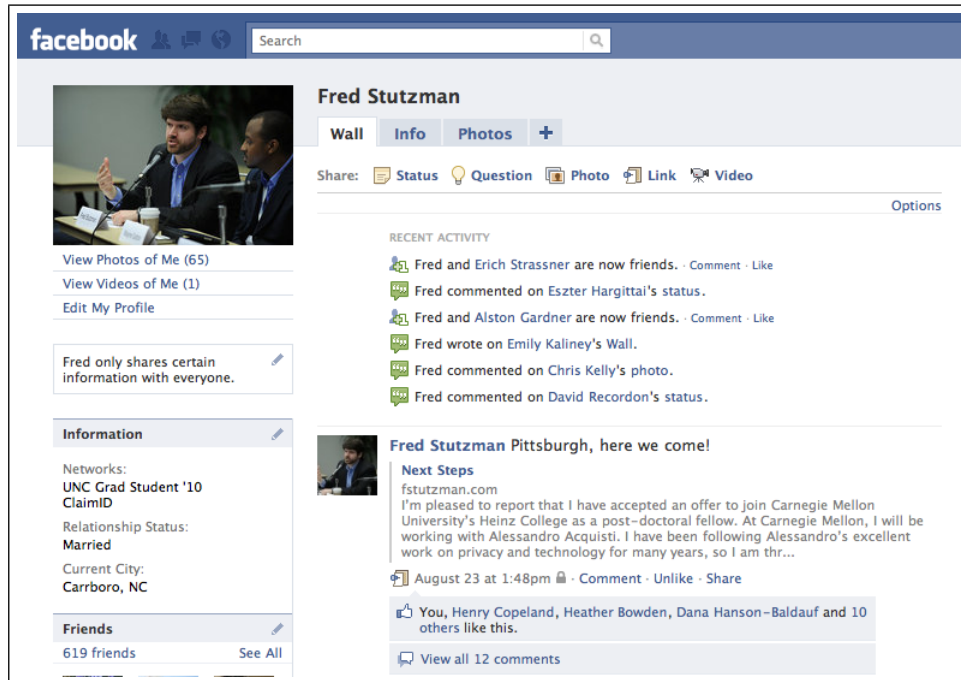 facebook
Search
Fred Stutzman
Wall Info Photos +
Share: Status Question Photo Link Video
Options
View Photos of Me (65)
View Videos of Me (1)
Edit My Profile
Fred only shares certain
information with everyone.
Information
Networks:
UNC Grad Student '10
ClaimID
Relationship Status:
Married
Current City:
Carrboro, NC
Friends
619 friends See All
RECENT ACTIVITY
Fred and Erich Strassner are now friends. · Comment · Like
Fred commented on Eszter Hargittai's status.
Fred and Alston Gardner are now friends. · Comment · Like
Fred wrote on Emily Kaliney's Wall.
Fred commented on Chris Kelly's photo.
Fred commented on David Recordon's status.
Fred Stutzman Pittsburgh, here we come!
Next Steps
fstutzman.com
I'm pleased to report that I have accepted an offer to join Carnegie Mellon
University's Heinz College as a post-doctoral fellow. At Carnegie Mellon, I will be
working with Alessandro Acquisti. I have been following Alessandro's excellent
work on privacy and technology for many years, so I am thr...
August 23 at 1:48pm · Comment · Unlike · Share
You, Henry Copeland, Heather Bowden, Dana Hanson-Baldauf and 10
others like this.
View all 12 comments